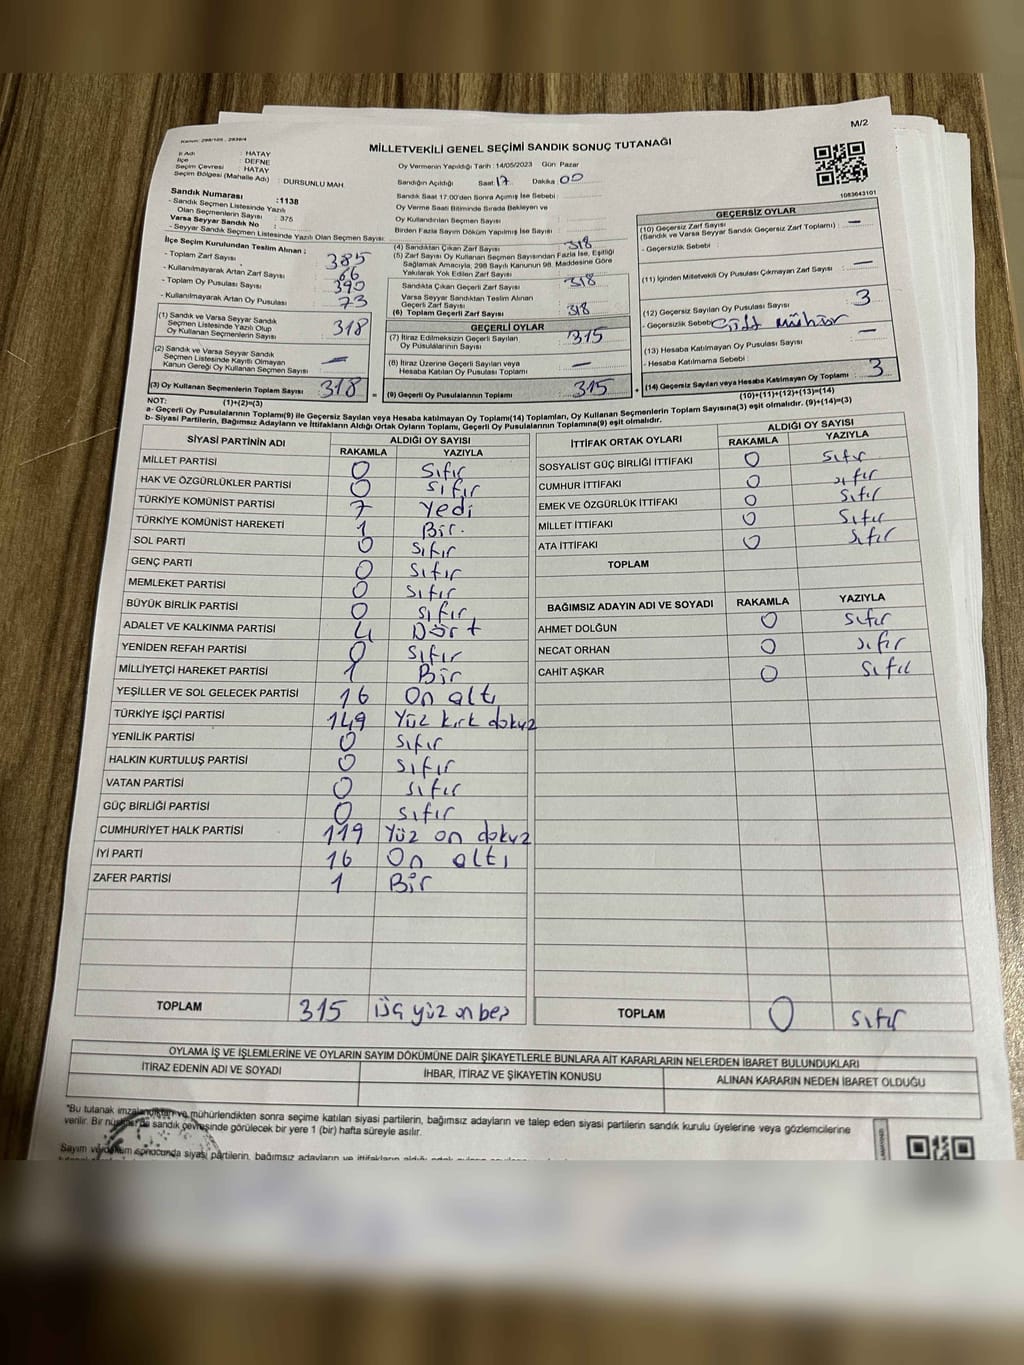 M/2
Kanun: 298/105 , 2839/4
MİLLETVEKİLİ GENEL SEÇİMİ SANDIK SONUÇ TUTANAĞI
İl Adı : HATAY
İlçe : DEFNE
Seçim Çevresi : HATAY
Seçim Bölgesi (Mahalle Adı) : DURSUNLU MAH.
Oy Vermenin Yapıldığı Tarih : 14/05/2023 Gün Pazar
Sandığın Açıldığı Saat 17 Dakika 00
Sandık Saat 17:00'den Sonra Açılmış İse Sebebi :
Oy Verme Saati Bitiminde Sırada Bekleyen ve
Oy Kullandırılan Seçmen Sayısı :
Birden Fazla Sayım Döküm Yapılmış İse Sayısı :
1083643101
Sandık Numarası :1138
- Sandık Seçmen Listesinde Yazılı
Olan Seçmenlerin Sayısı : 375
Varsa Seyyar Sandık No :
- Seyyar Sandık Seçmen Listesinde Yazılı Olan Seçmen Sayısı:
İlçe Seçim Kurulundan Teslim Alınan :
- Toplam Zarf Sayısı 385
- Kullanılmayarak Artan Zarf Sayısı 66
- Toplam Oy Pusulası Sayısı 390
- Kullanılmayarak Artan Oy Pusulası 73
(1) Sandık ve Varsa Seyyar Sandık
Seçmen Listesinde Yazılı Olup
Oy Kullanan Seçmenlerin Sayısı 318
(2) Sandık ve Varsa Seyyar Sandık
Seçmen Listesinde Kayıtlı Olmayan
Kanun Gereği Oy Kullanan Seçmen Sayısı —
(3) Oy Kullanan Seçmenlerin Toplam Sayısı 318
(1)+(2)=(3)
(4) Sandıktan Çıkan Zarf Sayısı 318
(5) Zarf Sayısı Oy Kullanan Seçmen Sayısından Fazla İse, Eşitliği
Sağlamak Amacıyla, 298 Sayılı Kanunun 98. Maddesine Göre
Yakılarak Yok Edilen Zarf Sayısı
Sandıkta Çıkan Geçerli Zarf Sayısı 318
Varsa Seyyar Sandıktan Teslim Alınan
Geçerli Zarf Sayısı
(6) Toplam Geçerli Zarf Sayısı 318
GEÇERLİ OYLAR
(7) İtiraz Edilmeksizin Geçerli Sayılan
Oy Pusulalarının Sayısı 315
(8) İtiraz Üzerine Geçerli Sayılan veya
Hesaba Katılan Oy Pusulası Toplamı —
= (9) Geçerli Oy Pusulalarının Toplamı 315
GEÇERSİZ OYLAR
(10) Geçersiz Zarf Sayısı —
(Sandık ve Varsa Seyyar Sandık Geçersiz Zarf Toplamı) :
- Geçersizlik Sebebi :
(11) İçinden Milletvekili Oy Pusulası Çıkmayan Zarf Sayısı —
(12) Geçersiz Sayılan Oy Pusulası Sayısı 3
- Geçersizlik Sebebi : Çift Mühür
(13) Hesaba Katılmayan Oy Pusulası Sayısı —
- Hesaba Katılmama Sebebi :
+ (14) Geçersiz Sayılan veya Hesaba Katılmayan Oy Toplamı 3
(10)+(11)+(12)+(13)=(14)
NOT:
a- Geçerli Oy Pusulalarının Toplamı(9) ile Geçersiz Sayılan veya Hesaba katılmayan Oy Toplamı(14) Toplamları, Oy Kullanan Seçmenlerin Toplam Sayısına(3) eşit olmalıdır. (9)+(14)=(3)
b- Siyasi Partilerin, Bağımsız Adayların ve İttifakların Aldığı Ortak Oyların Toplamı, Geçerli Oy Pusulalarının Toplamına(9) eşit olmalıdır.
SİYASİ PARTİNİN ADI
ALDIĞI OY SAYISI
RAKAMLA YAZIYLA
MİLLET PARTİSİ 0 Sıfır
HAK VE ÖZGÜRLÜKLER PARTİSİ 0 sıfır
TÜRKİYE KOMÜNİST PARTİSİ 7 Yedi
TÜRKİYE KOMÜNİST HAREKETİ 1 Bir.
SOL PARTİ 0 sıfır
GENÇ PARTİ 0 Sıfır
MEMLEKET PARTİSİ 0 sıfır
BÜYÜK BİRLİK PARTİSİ 0 sıfır
ADALET VE KALKINMA PARTİSİ 4 Dört
YENİDEN REFAH PARTİSİ 0 sıfır
MİLLİYETÇİ HAREKET PARTİSİ 1 Bir
YEŞİLLER VE SOL GELECEK PARTİSİ 16 On altı
TÜRKİYE İŞÇİ PARTİSİ 149 Yüz kırk dokuz
YENİLİK PARTİSİ 0 sıfır
HALKIN KURTULUŞ PARTİSİ 0 sıfır
VATAN PARTİSİ 0 sıfır
GÜÇ BİRLİĞİ PARTİSİ 0 sıfır
CUMHURİYET HALK PARTİSİ 119 Yüz on dokuz
İYİ PARTİ 16 On altı
ZAFER PARTİSİ 1 Bir
TOPLAM 315 üç yüz on beş
İTTİFAK ORTAK OYLARI
ALDIĞI OY SAYISI
RAKAMLA YAZIYLA
SOSYALİST GÜÇ BİRLİĞİ İTTİFAKI 0 sıfır
CUMHUR İTTİFAKI 0 sıfır
EMEK VE ÖZGÜRLÜK İTTİFAKI 0 sıfır
MİLLET İTTİFAKI 0 sıfır
ATA İTTİFAKI 0 sıfır
TOPLAM
BAĞIMSIZ ADAYIN ADI VE SOYADI RAKAMLA YAZIYLA
AHMET DOLĞUN 0 sıfır
NECAT ORHAN 0 sıfır
CAHİT AŞKAR 0 sıfır
TOPLAM 0 sıfır
OYLAMA İŞ VE İŞLEMLERİNE VE OYLARIN SAYIM DÖKÜMÜNE DAİR ŞİKAYETLERLE BUNLARA AİT KARARLARIN NELERDEN İBARET BULUNDUKLARI
İTİRAZ EDENİN ADI VE SOYADI
İHBAR, İTİRAZ VE ŞİKAYETİN KONUSU
ALINAN KARARIN NEDEN İBARET OLDUĞU
"Bu tutanak imzalandıktan ve mühürlendikten sonra seçime katılan siyasi partilerin, bağımsız adayların ve talep eden siyasi partilerin sandık kurulu üyelerine veya gözlemcilerine
verilir. Bir nüshası da sandık çevresinde görülecek bir yere 1 (bir) hafta süreyle asılır.
Sayım ve döküm sonucunda siyasi partilerin, bağımsız adayların ve ittifakların aldığı